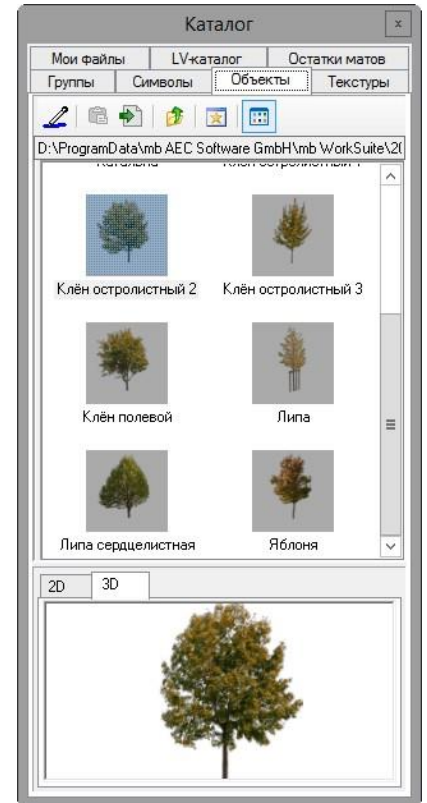 Каталог
Мои файлы LV-каталог Остатки матов
Группы Символы Объекты Текстуры
D:\ProgramData\mb AEC Software GmbH\mb WorkSuite\2(
Клён остролистный 2 Клён остролистный 3
Клён полевой Липа
Липа сердцелистная Яблоня
2D 3D